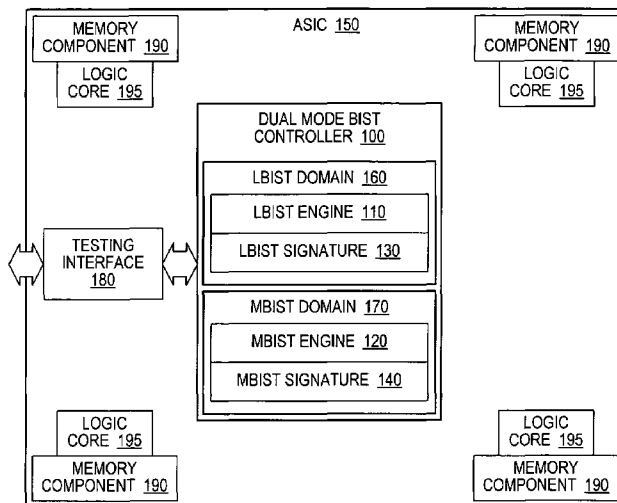 ASIC 150
MEMORY
COMPONENT 190
LOGIC
CORE 195
MEMORY
COMPONENT 190
LOGIC
CORE 195
DUAL MODE BIST
CONTROLLER 100
LBIST DOMAIN 160
LBIST ENGINE 110
LBIST SIGNATURE 130
TESTING
INTERFACE
180
MBIST DOMAIN 170
MBIST ENGINE 120
MBIST SIGNATURE 140
LOGIC
CORE 195
MEMORY
COMPONENT 190
LOGIC
CORE 195
MEMORY
COMPONENT 190